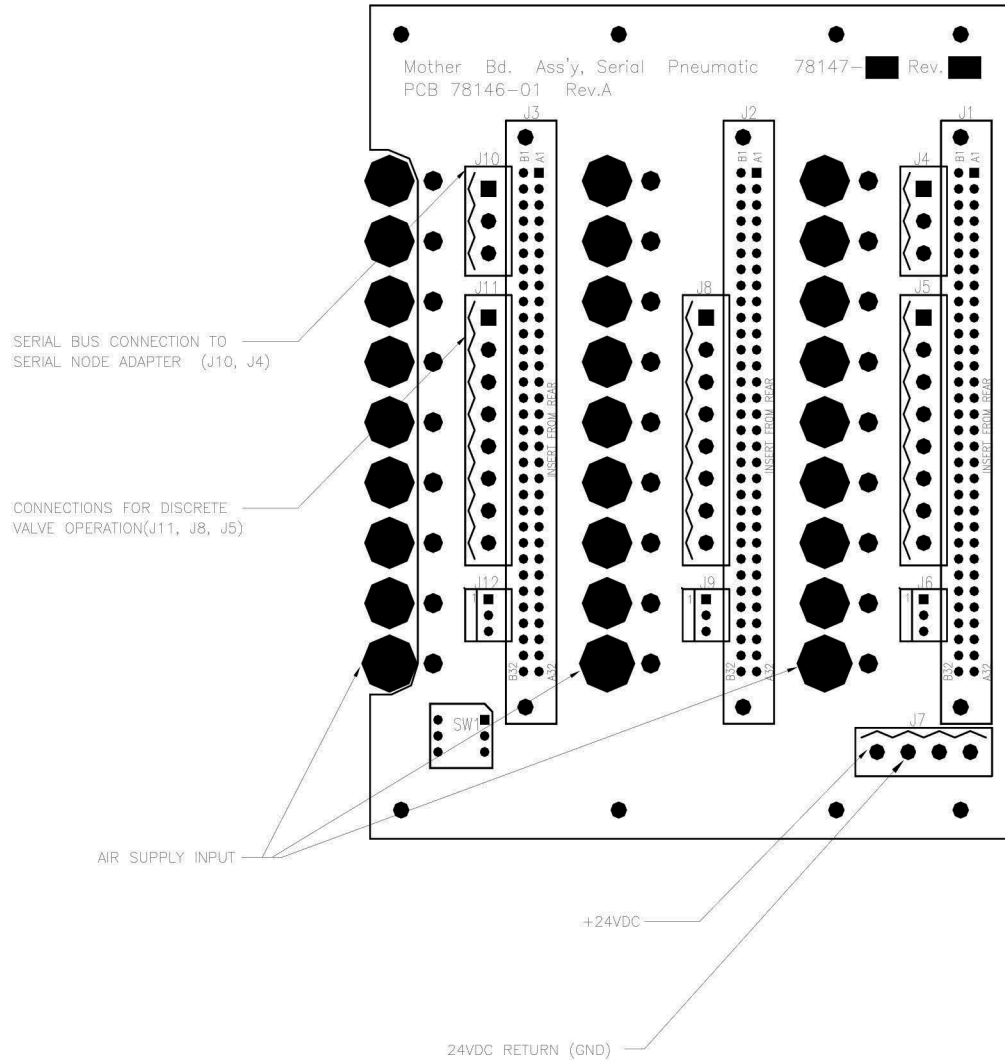 Mother Bd. Ass'y, Serial Pneumatic 78147- Rev.
PCB 78146-01 Rev.A
J3
J2
J1
B1
A1
B1
A1
B1
A1
J10
J4
J11
J8
J5
SERIAL BUS CONNECTION TO
SERIAL NODE ADAPTER (J10, J4)
INSERT FROM REAR
INSERT FROM REAR
INSERT FROM REAR
CONNECTIONS FOR DISCRETE
VALVE OPERATION(J11, J8, J5)
J12
J9
J6
1
1
1
B32
A32
B32
A32
B32
A32
SW1
J7
AIR SUPPLY INPUT
+24VDC
24VDC RETURN (GND)